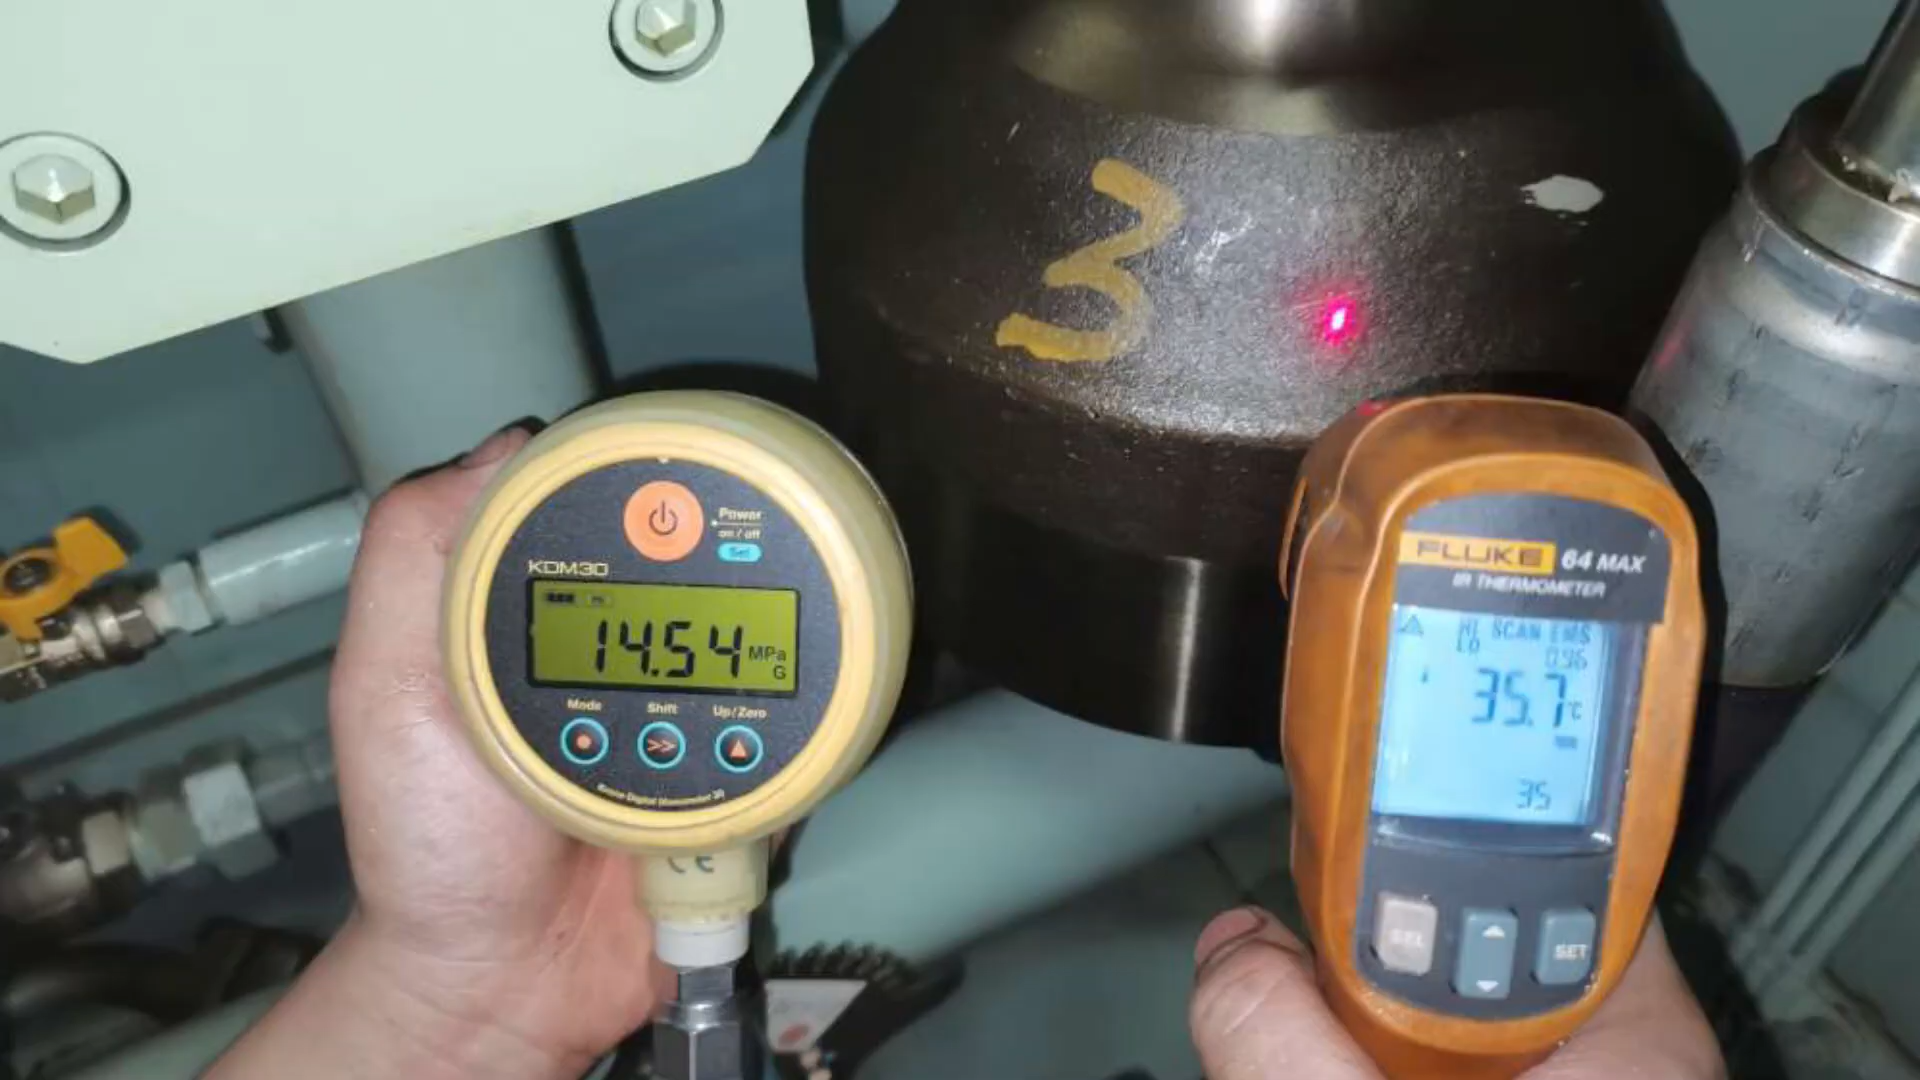 3
Power
on / off
Set
KDM30
14.54 MPa
G
Mode
Shift
Up/Zero
CE
FLUKE 64 MAX
IR THERMOMETER
HI SCAN EMS
LO 0.95
35.7 °C
35
SEL
SET